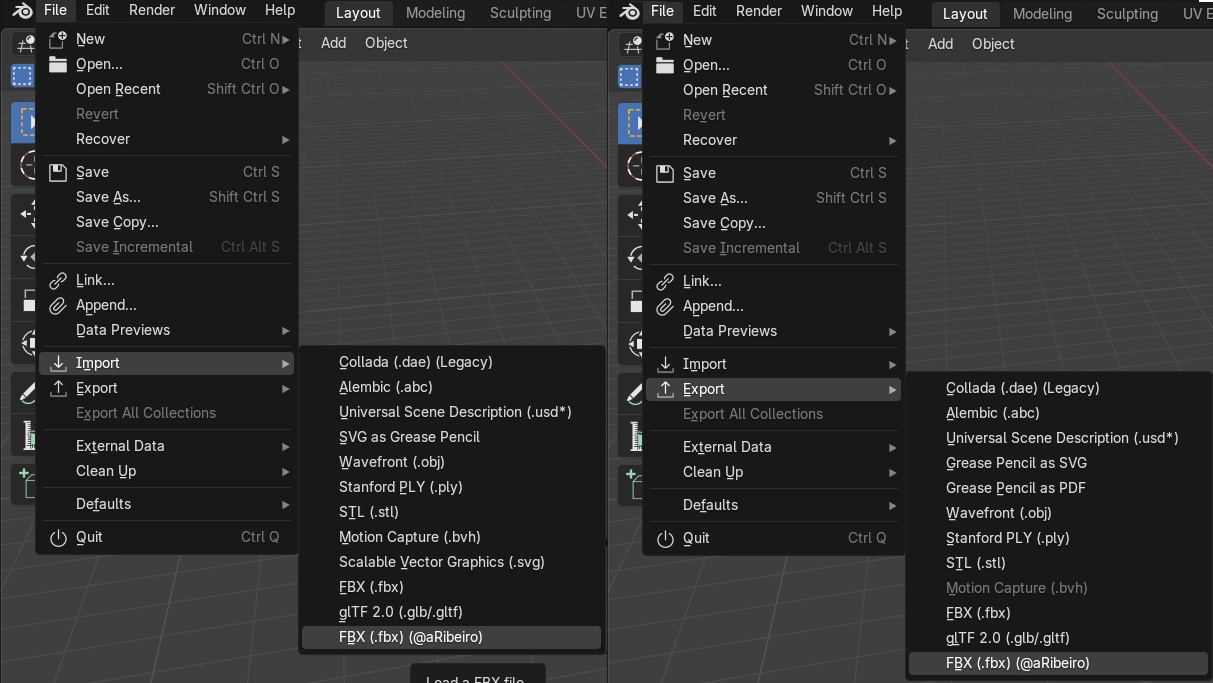 File Edit Render Window Help Layout Modeling Sculpting UV E
Add Object
New Ctrl N
Open... Ctrl O
Open Recent Shift Ctrl O
Revert
Recover
Save Ctrl S
Save As... Shift Ctrl S
Save Copy...
Save Incremental Ctrl Alt S
Link...
Append...
Data Previews
Import
Export
Export All Collections
External Data
Clean Up
Defaults
Quit Ctrl Q
Collada (.dae) (Legacy)
Alembic (.abc)
Universal Scene Description (.usd*)
SVG as Grease Pencil
Wavefront (.obj)
Stanford PLY (.ply)
STL (.stl)
Motion Capture (.bvh)
Scalable Vector Graphics (.svg)
FBX (.fbx)
glTF 2.0 (.glb/.gltf)
FBX (.fbx) (@aRibeiro)
Load a FBX file
File Edit Render Window Help Layout Modeling Sculpting UV E
Add Object
New Ctrl N
Open... Ctrl O
Open Recent Shift Ctrl O
Revert
Recover
Save Ctrl S
Save As... Shift Ctrl S
Save Copy...
Save Incremental Ctrl Alt S
Link...
Append...
Data Previews
Import
Export
Export All Collections
External Data
Clean Up
Defaults
Quit Ctrl Q
Collada (.dae) (Legacy)
Alembic (.abc)
Universal Scene Description (.usd*)
Grease Pencil as SVG
Grease Pencil as PDF
Wavefront (.obj)
Stanford PLY (.ply)
STL (.stl)
Motion Capture (.bvh)
FBX (.fbx)
glTF 2.0 (.glb/.gltf)
FBX (.fbx) (@aRibeiro)